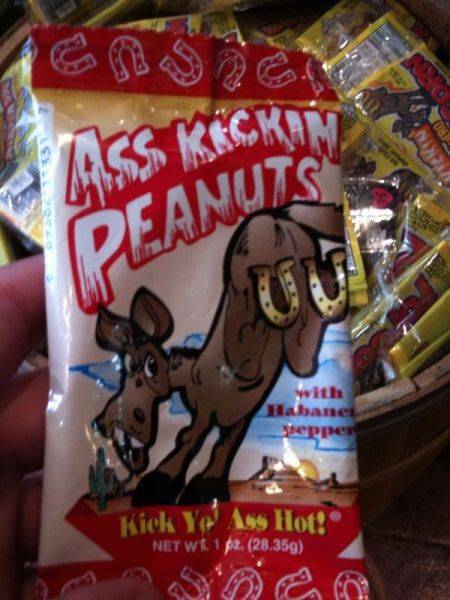 ASS KICKIN
PEANUTS
with
Habanero
pepper
Kick Yo' Ass Hot!®
NET WT. 1 oz. (28.35g)